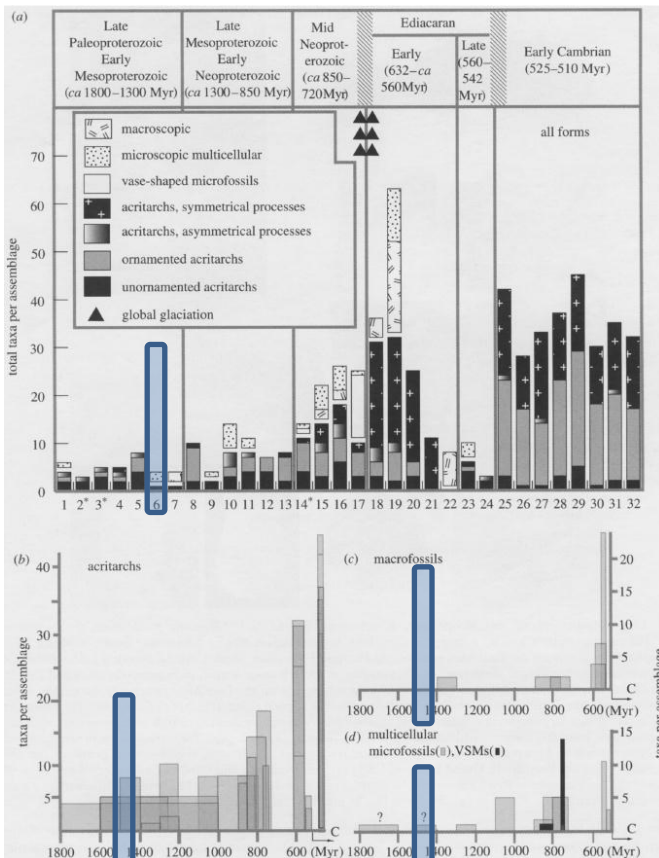 (a)
Late
Paleoproterozoic
Early
Mesoproterozoic
(ca 1800–1300 Myr)
Late
Mesoproterozoic
Early
Neoproterozoic
(ca 1300–850 Myr)
Mid
Neoprot-
erozoic
(ca 850–
720Myr)
Ediacaran
Early
(632–ca
560Myr)
Late
(560–
542
Myr)
Early Cambrian
(525–510 Myr)
all forms
macroscopic
microscopic multicellular
vase-shaped microfossils
acritarchs, symmetrical processes
acritarchs, asymmetrical processes
ornamented acritarchs
unornamented acritarchs
global glaciation
total taxa per assemblage
70
60
50
40
30
20
10
0
1 2* 3* 4 5 6 7 8 9 10 11 12 13 14* 15 16 17 18 19 20 21 22 23 24 25 26 27 28 29 30 31 32
(b)
acritarchs
taxa per assemblage
40
30
20
10
5
C
1800 1600 1400 1200 1000 800 600 (Myr)
(c)
macrofossils
20
15
10
5
C
1800 1600 1400 1200 1000 800 600 (Myr)
(d)
multicellular
microfossils( ),VSMs( )
taxa per assemblage
15
10
5
? ?
C
1800 1600 1400 1200 1000 800 600 (Myr)